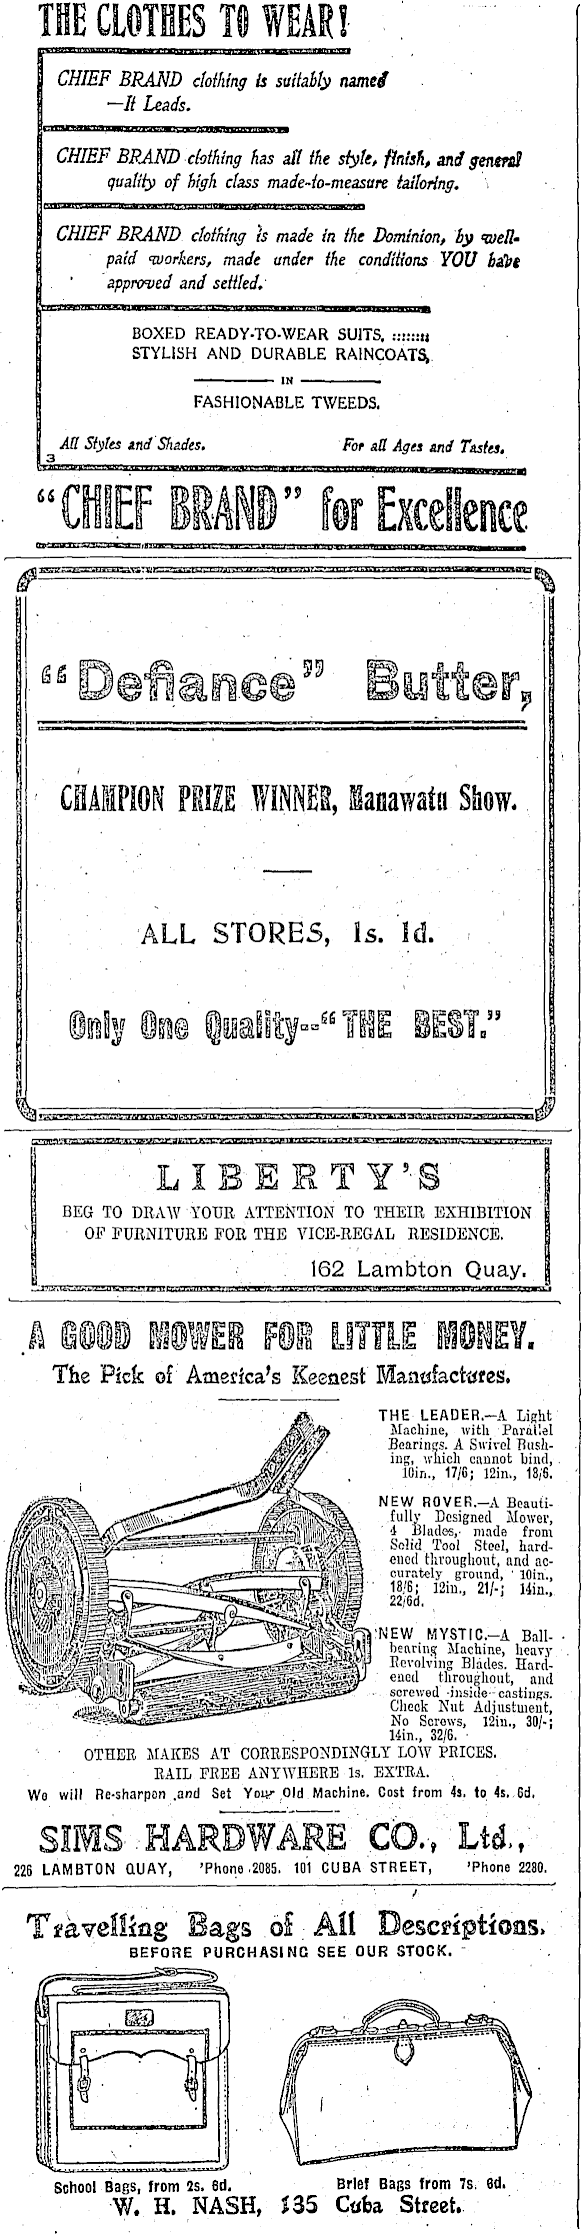 THE CLOTHES TO WEAR!
CHIEF BRAND clothing is suitably named
—It Leads.
CHIEF BRAND clothing has all the style, finish, and general
quality of high class made-to-measure tailoring.
CHIEF BRAND clothing is made in the Dominion, by well-
paid workers, made under the conditions YOU have
approved and settled.
BOXED READY-TO-WEAR SUITS, ::::::::
STYLISH AND DURABLE RAINCOATS,
IN
FASHIONABLE TWEEDS.
All Styles and Shades. For all Ages and Tastes.
3
"CHIEF BRAND" for Excellence
"Defiance" Butter,
CHAMPION PRIZE WINNER, Manawatu Show.
ALL STORES, 1s. 1d.
Only One Quality--"THE BEST."
LIBERTY'S
BEG TO DRAW YOUR ATTENTION TO THEIR EXHIBITION
OF FURNITURE FOR THE VICE-REGAL RESIDENCE.
162 Lambton Quay.
A GOOD MOWER FOR LITTLE MONEY.
The Pick of America's Keenest Manufactures.
THE LEADER.—A Light
Machine, with Parallel
Bearings. A Swivel Bush-
ing, which cannot bind,
10in., 17/6; 12in., 18/6.
NEW ROVER.—A Beauti-
fully Designed Mower,
4 Blades, made from
Solid Tool Steel, hard-
ened throughout, and ac-
curately ground, 10in.,
18/6; 12in., 21/-; 14in.,
22/6d.
NEW MYSTIC.—A Ball-
bearing Machine, heavy
Revolving Blades. Hard-
ened throughout, and
screwed inside castings.
Check Nut Adjustment,
No Screws, 12in., 30/-;
14in., 32/6.
OTHER MAKES AT CORRESPONDINGLY LOW PRICES.
RAIL FREE ANYWHERE 1s. EXTRA.
We will Re-sharpen and Set Your Old Machine. Cost from 4s. to 4s. 6d.
SIMS HARDWARE CO., Ltd.,
226 LAMBTON QUAY, 'Phone 2085. 101 CUBA STREET, 'Phone 2280.
Travelling Bags of All Descriptions.
BEFORE PURCHASING SEE OUR STOCK.
School Bags, from 2s. 6d. Brief Bags from 7s. 6d.
W. H. NASH, 135 Cuba Street.